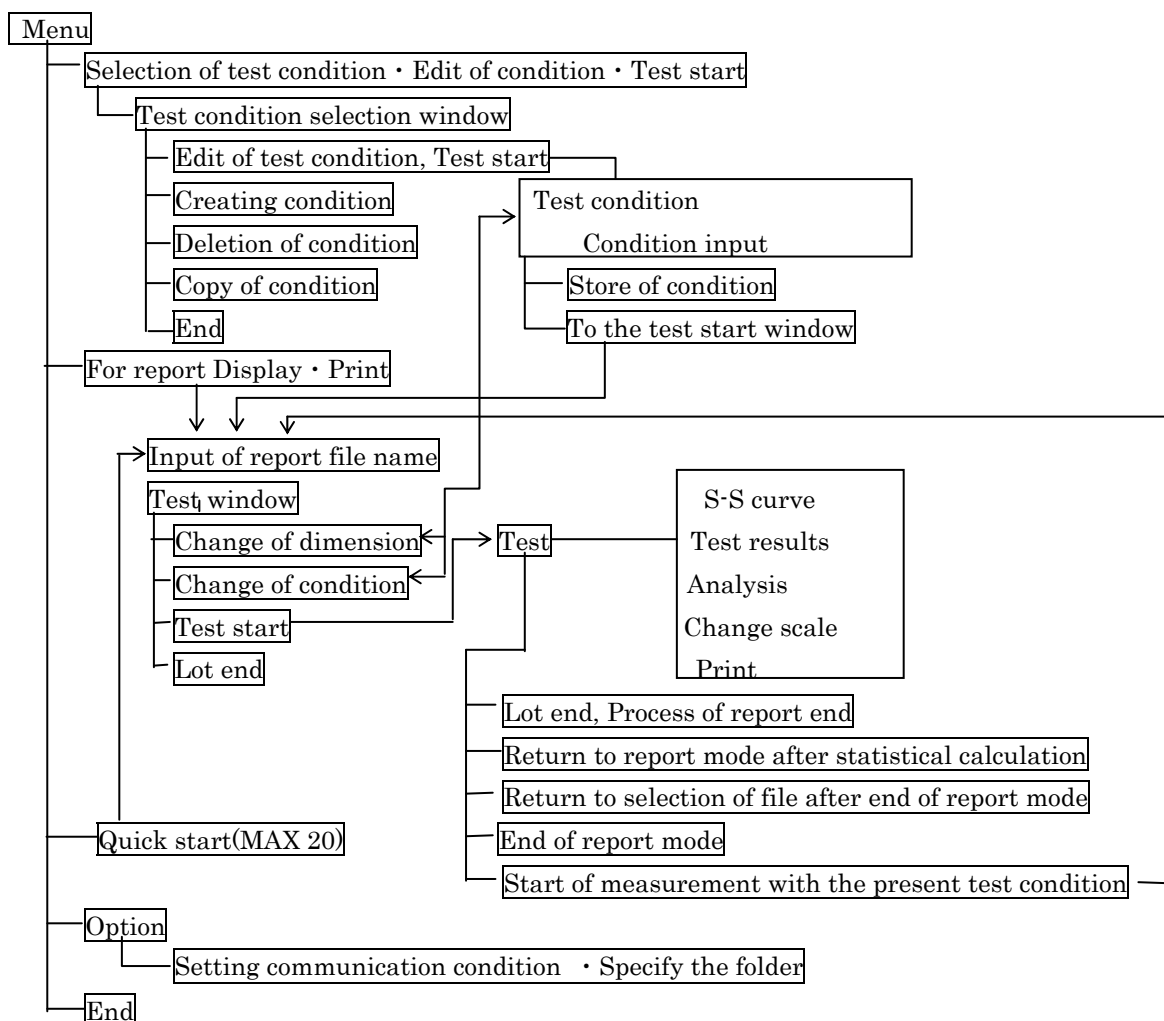 Menu
Selection of test condition・Edit of condition・Test start
Test condition selection window
Edit of test condition, Test start
Creating condition
Deletion of condition
Copy of condition
End
Test condition
Condition input
Store of condition
To the test start window
For report Display・Print
Input of report file name
Test window
Change of dimension
Change of condition
Test start
Lot end
Test
S-S curve
Test results
Analysis
Change scale
Print
Lot end, Process of report end
Return to report mode after statistical calculation
Return to selection of file after end of report mode
End of report mode
Start of measurement with the present test condition
Quick start(MAX 20)
Option
Setting communication condition ・Specify the folder
End